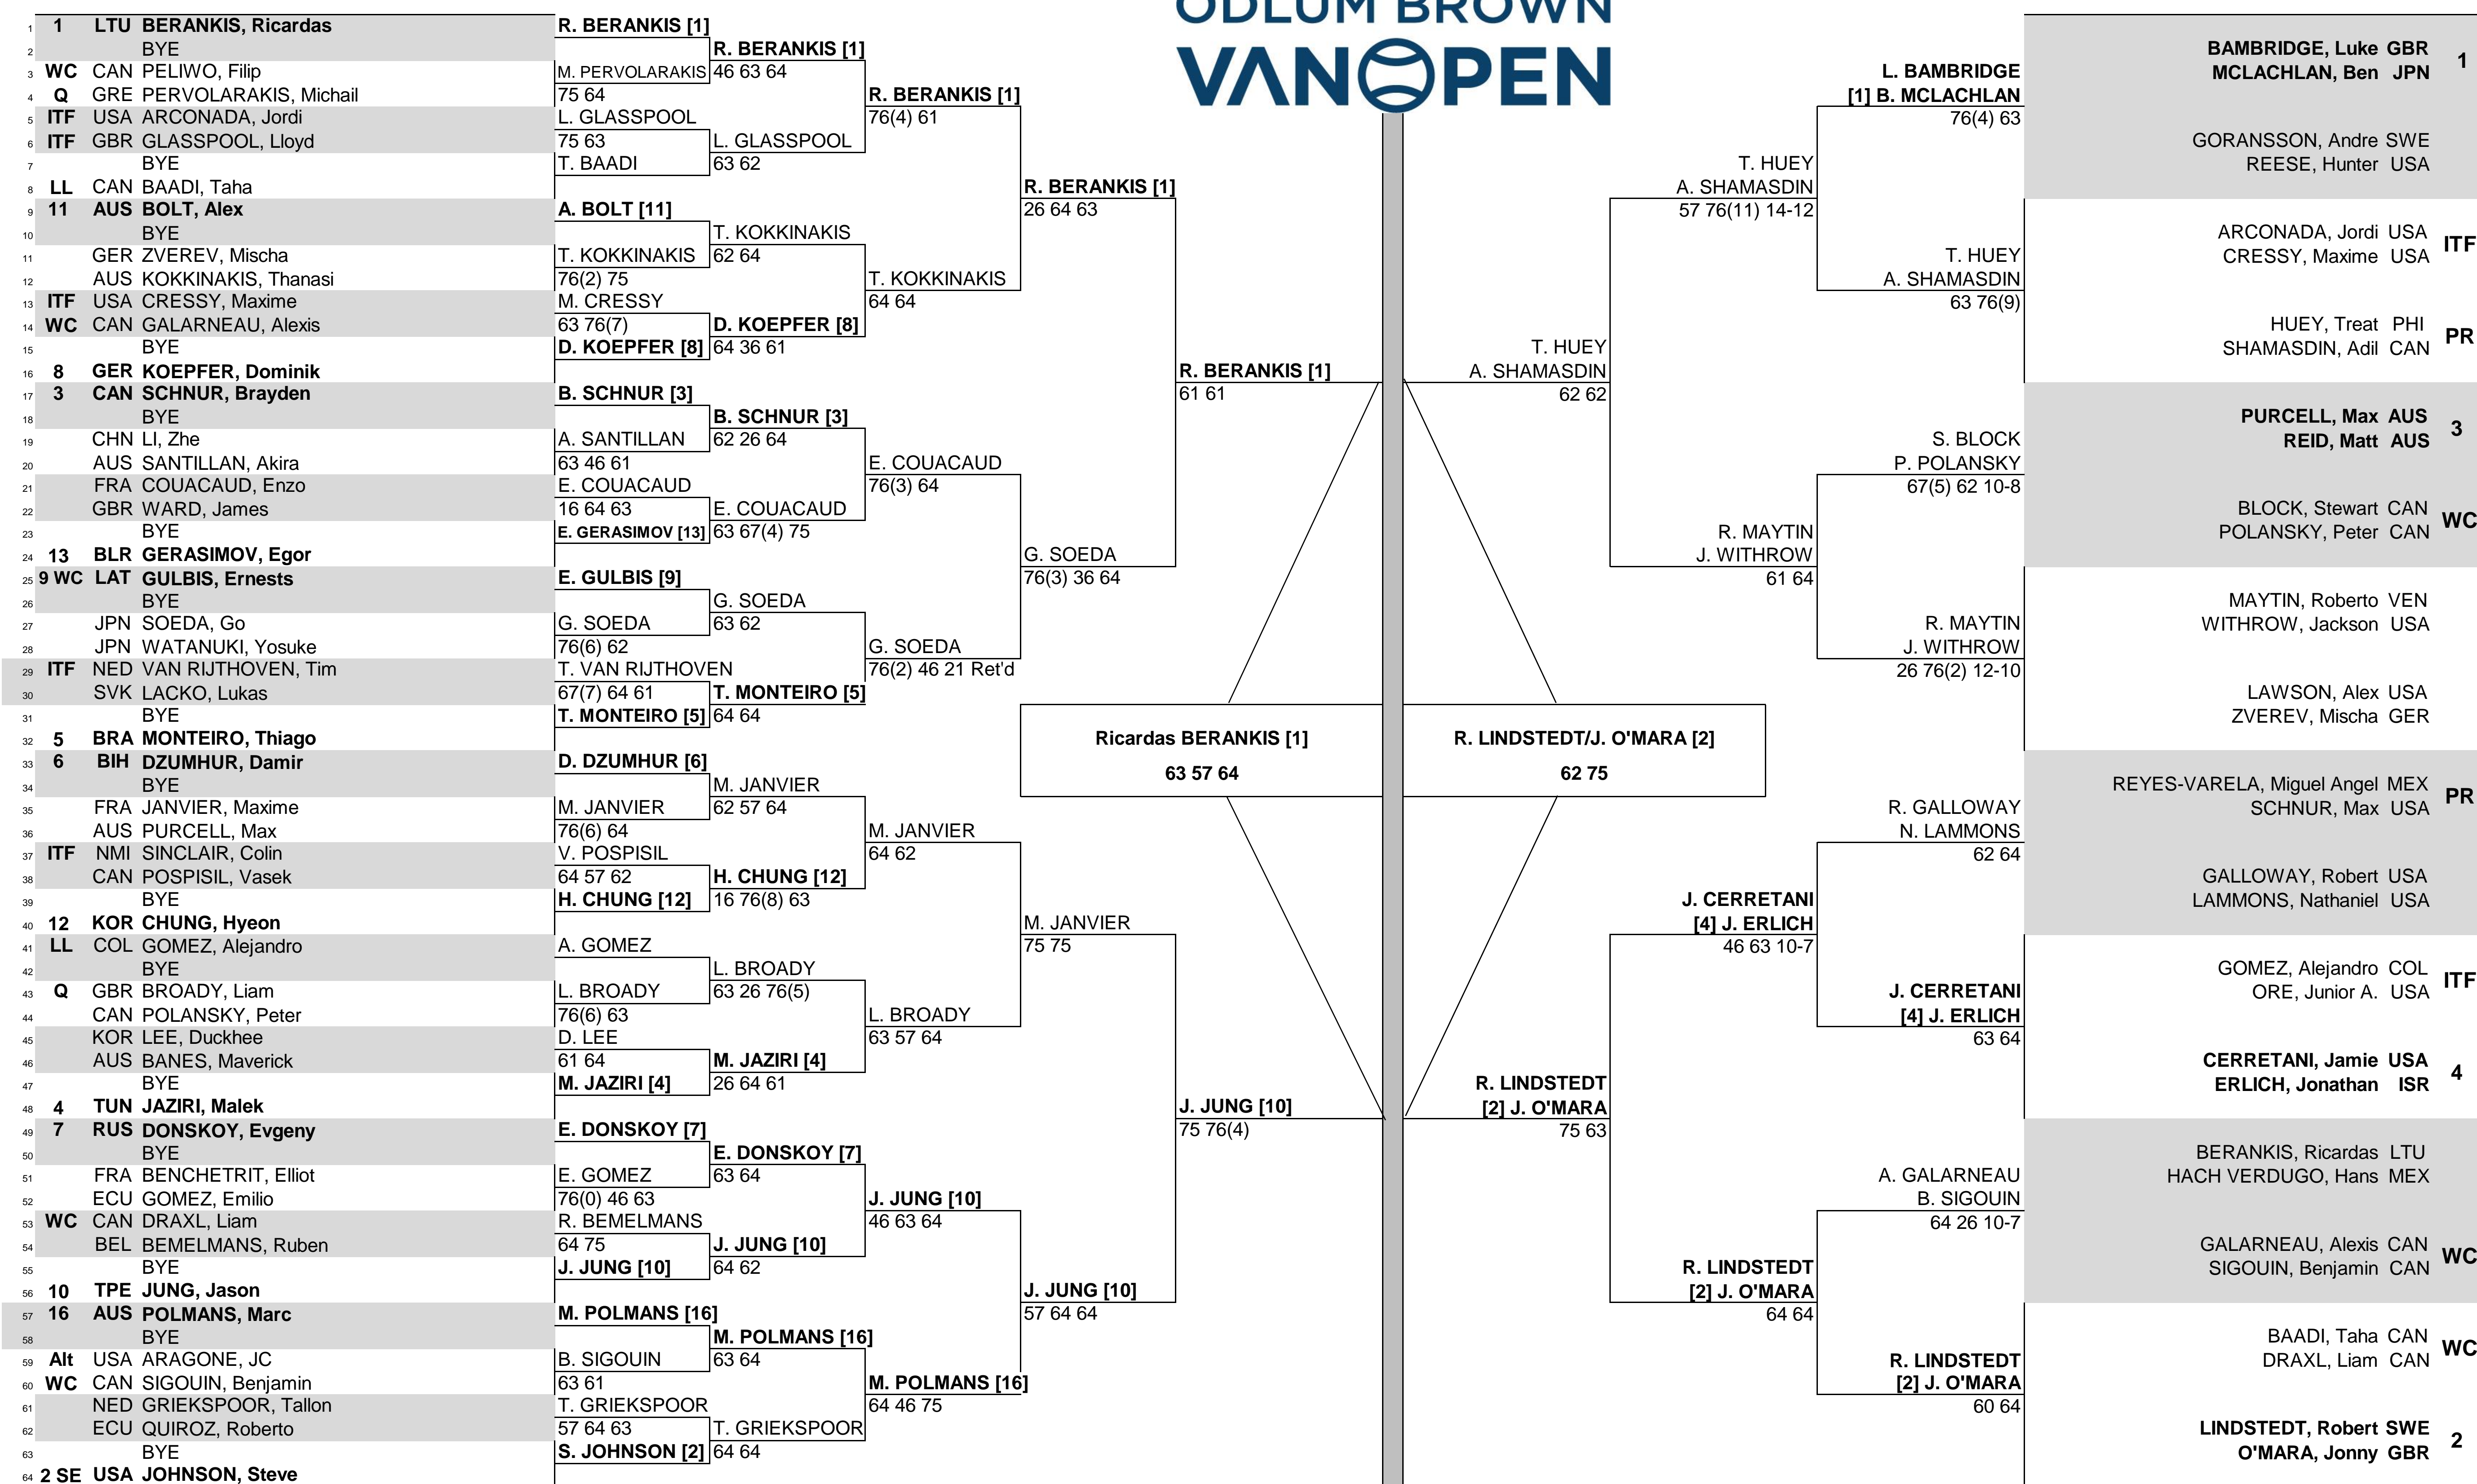 ODLUM BROWN
VANOPEN
1 1 LTU BERANKIS, Ricardas
2 BYE
3 WC CAN PELIWO, Filip
4 Q GRE PERVOLARAKIS, Michail
5 ITF USA ARCONADA, Jordi
6 ITF GBR GLASSPOOL, Lloyd
7 BYE
8 LL CAN BAADI, Taha
9 11 AUS BOLT, Alex
10 BYE
11 GER ZVEREV, Mischa
12 AUS KOKKINAKIS, Thanasi
13 ITF USA CRESSY, Maxime
14 WC CAN GALARNEAU, Alexis
15 BYE
16 8 GER KOEPFER, Dominik
17 3 CAN SCHNUR, Brayden
18 BYE
19 CHN LI, Zhe
20 AUS SANTILLAN, Akira
21 FRA COUACAUD, Enzo
22 GBR WARD, James
23 BYE
24 13 BLR GERASIMOV, Egor
25 9 WC LAT GULBIS, Ernests
26 BYE
27 JPN SOEDA, Go
28 JPN WATANUKI, Yosuke
29 ITF NED VAN RIJTHOVEN, Tim
30 SVK LACKO, Lukas
31 BYE
32 5 BRA MONTEIRO, Thiago
33 6 BIH DZUMHUR, Damir
34 BYE
35 FRA JANVIER, Maxime
36 AUS PURCELL, Max
37 ITF NMI SINCLAIR, Colin
38 CAN POSPISIL, Vasek
39 BYE
40 12 KOR CHUNG, Hyeon
41 LL COL GOMEZ, Alejandro
42 BYE
43 Q GBR BROADY, Liam
44 CAN POLANSKY, Peter
45 KOR LEE, Duckhee
46 AUS BANES, Maverick
47 BYE
48 4 TUN JAZIRI, Malek
49 7 RUS DONSKOY, Evgeny
50 BYE
51 FRA BENCHETRIT, Elliot
52 ECU GOMEZ, Emilio
53 WC CAN DRAXL, Liam
54 BEL BEMELMANS, Ruben
55 BYE
56 10 TPE JUNG, Jason
57 16 AUS POLMANS, Marc
58 BYE
59 Alt USA ARAGONE, JC
60 WC CAN SIGOUIN, Benjamin
61 NED GRIEKSPOOR, Tallon
62 ECU QUIROZ, Roberto
63 BYE
64 2 SE USA JOHNSON, Steve
R. BERANKIS [1]
M. PERVOLARAKIS
75 64
L. GLASSPOOL
75 63
T. BAADI
A. BOLT [11]
T. KOKKINAKIS
76(2) 75
M. CRESSY
63 76(7)
D. KOEPFER [8]
B. SCHNUR [3]
A. SANTILLAN
63 46 61
E. COUACAUD
16 64 63
E. GERASIMOV [13]
E. GULBIS [9]
G. SOEDA
76(6) 62
T. VAN RIJTHOVEN
67(7) 64 61
T. MONTEIRO [5]
D. DZUMHUR [6]
M. JANVIER
76(6) 64
V. POSPISIL
64 57 62
H. CHUNG [12]
A. GOMEZ
L. BROADY
76(6) 63
D. LEE
61 64
M. JAZIRI [4]
E. DONSKOY [7]
E. GOMEZ
76(0) 46 63
R. BEMELMANS
64 75
J. JUNG [10]
M. POLMANS [16]
B. SIGOUIN
63 61
T. GRIEKSPOOR
57 64 63
S. JOHNSON [2]
R. BERANKIS [1]
46 63 64
L. GLASSPOOL
63 62
T. KOKKINAKIS
62 64
D. KOEPFER [8]
64 36 61
B. SCHNUR [3]
62 26 64
E. COUACAUD
63 67(4) 75
G. SOEDA
63 62
T. MONTEIRO [5]
64 64
M. JANVIER
62 57 64
H. CHUNG [12]
16 76(8) 63
L. BROADY
63 26 76(5)
M. JAZIRI [4]
26 64 61
E. DONSKOY [7]
63 64
J. JUNG [10]
64 62
M. POLMANS [16]
63 64
T. GRIEKSPOOR
64 64
R. BERANKIS [1]
76(4) 61
T. KOKKINAKIS
64 64
E. COUACAUD
76(3) 64
G. SOEDA
76(2) 46 21 Ret'd
M. JANVIER
64 62
L. BROADY
63 57 64
J. JUNG [10]
46 63 64
M. POLMANS [16]
64 46 75
R. BERANKIS [1]
26 64 63
G. SOEDA
76(3) 36 64
M. JANVIER
75 75
J. JUNG [10]
57 64 64
R. BERANKIS [1]
61 61
J. JUNG [10]
75 76(4)
Ricardas BERANKIS [1]
63 57 64
R. LINDSTEDT/J. O'MARA [2]
62 75
T. HUEY
A. SHAMASDIN
62 62
R. LINDSTEDT
[2] J. O'MARA
75 63
T. HUEY
A. SHAMASDIN
57 76(11) 14-12
R. MAYTIN
J. WITHROW
61 64
J. CERRETANI
[4] J. ERLICH
46 63 10-7
R. LINDSTEDT
[2] J. O'MARA
64 64
L. BAMBRIDGE
[1] B. MCLACHLAN
76(4) 63
T. HUEY
A. SHAMASDIN
63 76(9)
S. BLOCK
P. POLANSKY
67(5) 62 10-8
R. MAYTIN
J. WITHROW
26 76(2) 12-10
R. GALLOWAY
N. LAMMONS
62 64
J. CERRETANI
[4] J. ERLICH
63 64
A. GALARNEAU
B. SIGOUIN
64 26 10-7
R. LINDSTEDT
[2] J. O'MARA
60 64
BAMBRIDGE, Luke GBR 1
MCLACHLAN, Ben JPN
GORANSSON, Andre SWE
REESE, Hunter USA
ARCONADA, Jordi USA ITF
CRESSY, Maxime USA
HUEY, Treat PHI PR
SHAMASDIN, Adil CAN
PURCELL, Max AUS 3
REID, Matt AUS
BLOCK, Stewart CAN WC
POLANSKY, Peter CAN
MAYTIN, Roberto VEN
WITHROW, Jackson USA
LAWSON, Alex USA
ZVEREV, Mischa GER
REYES-VARELA, Miguel Angel MEX PR
SCHNUR, Max USA
GALLOWAY, Robert USA
LAMMONS, Nathaniel USA
GOMEZ, Alejandro COL ITF
ORE, Junior A. USA
CERRETANI, Jamie USA 4
ERLICH, Jonathan ISR
BERANKIS, Ricardas LTU
HACH VERDUGO, Hans MEX
GALARNEAU, Alexis CAN WC
SIGOUIN, Benjamin CAN
BAADI, Taha CAN WC
DRAXL, Liam CAN
LINDSTEDT, Robert SWE 2
O'MARA, Jonny GBR